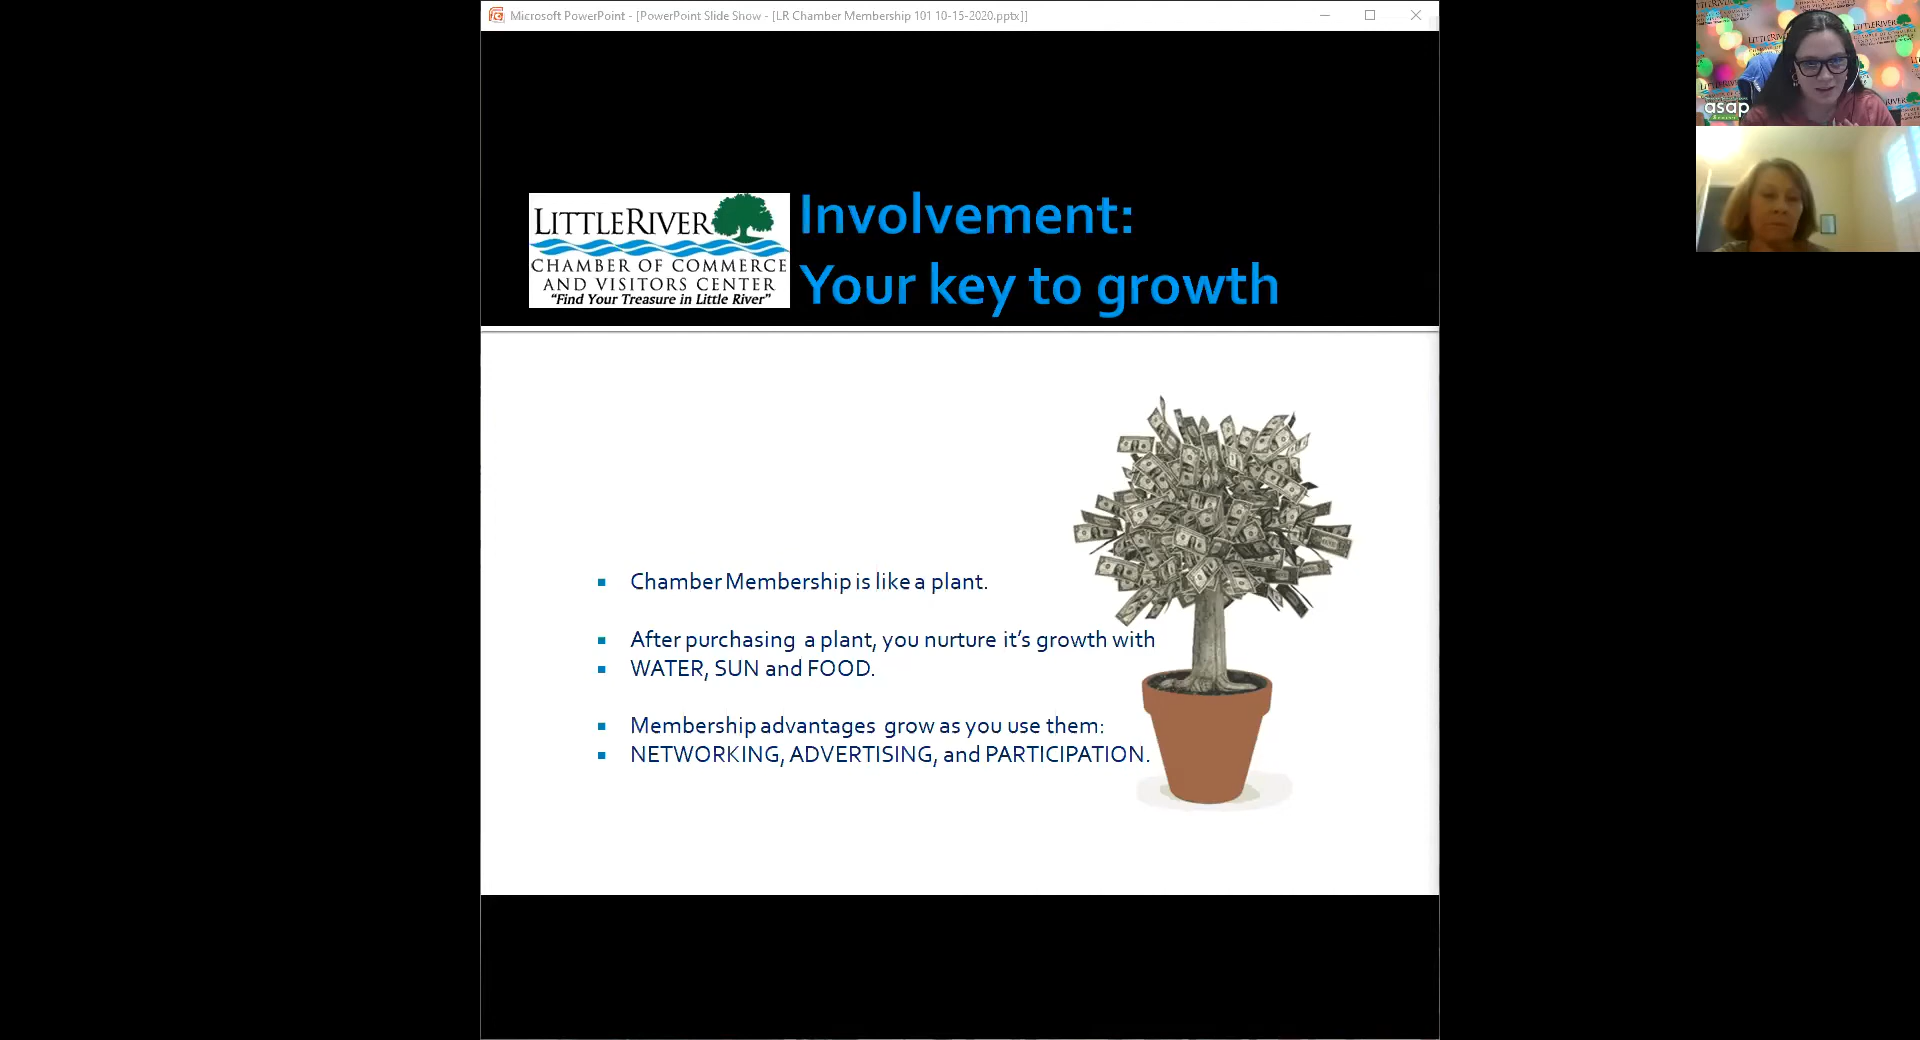 Microsoft PowerPoint - [PowerPoint Slide Show - [LR Chamber Membership 101 10-15-2020.pptx]]
LITTLE RIVER
CHAMBER OF COMMERCE
AND VISITORS CENTER
"Find Your Treasure in Little River"
Involvement:
Your key to growth
Chamber Membership is like a plant.
After purchasing a plant, you nurture it's growth with
WATER, SUN and FOOD.
Membership advantages grow as you use them:
NETWORKING, ADVERTISING, and PARTICIPATION.
asap